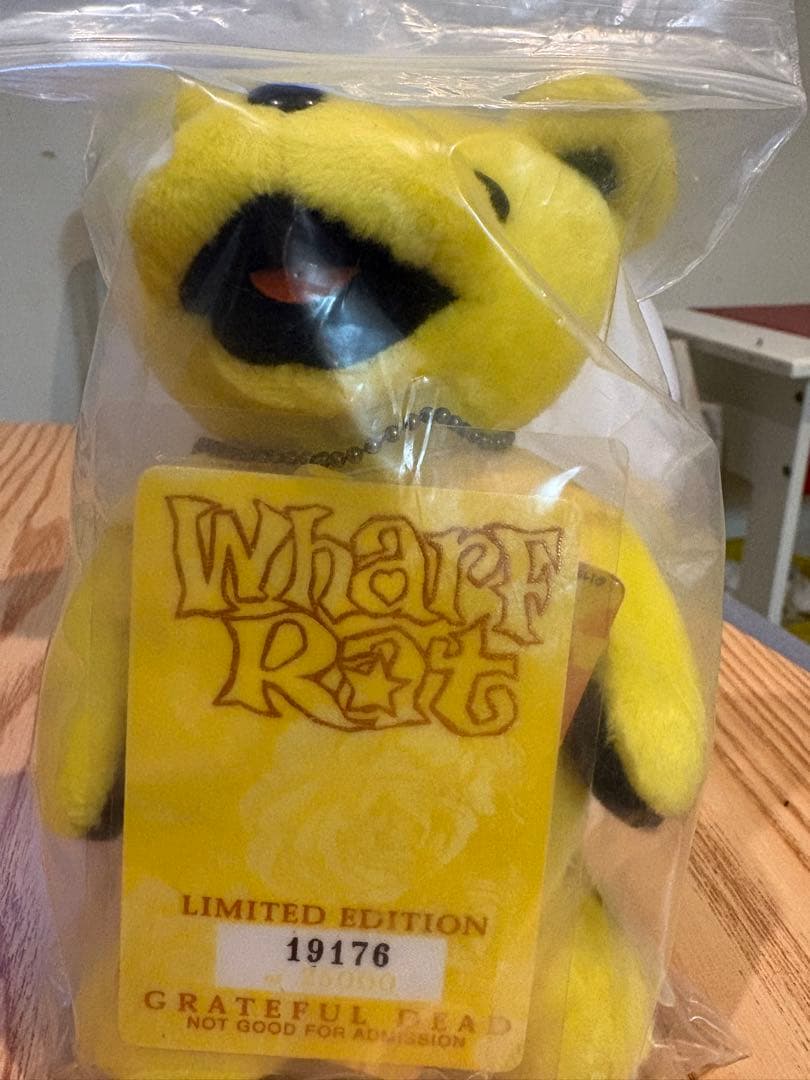 Wharf
Rat
LIMITED EDITION
19176
GRATEFUL DEAD
NOT GOOD FOR ADMISSION